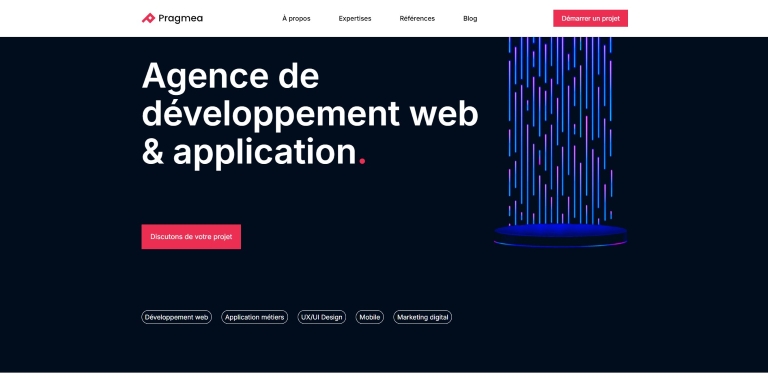 Pragmea
À propos
Expertises
Références
Blog
Démarrer un projet
Agence de
développement web
& application.
Discutons de votre projet
Développement web
Application métiers
UX/UI Design
Mobile
Marketing digital